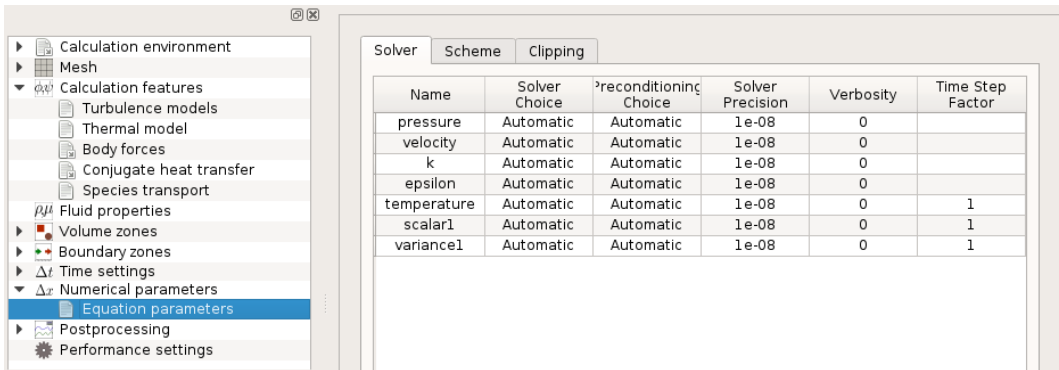 Calculation environment
Mesh
φ,ψ Calculation features
Turbulence models
Thermal model
Body forces
Conjugate heat transfer
Species transport
ρ,μ Fluid properties
Volume zones
Boundary zones
Δt Time settings
Δx Numerical parameters
Equation parameters
Postprocessing
Performance settings
Solver Scheme Clipping
Name Solver Choice Preconditioning Choice Solver Precision Verbosity Time Step Factor
pressure Automatic Automatic 1e-08 0
velocity Automatic Automatic 1e-08 0
k Automatic Automatic 1e-08 0
epsilon Automatic Automatic 1e-08 0
temperature Automatic Automatic 1e-08 0 1
scalar1 Automatic Automatic 1e-08 0 1
variance1 Automatic Automatic 1e-08 0 1